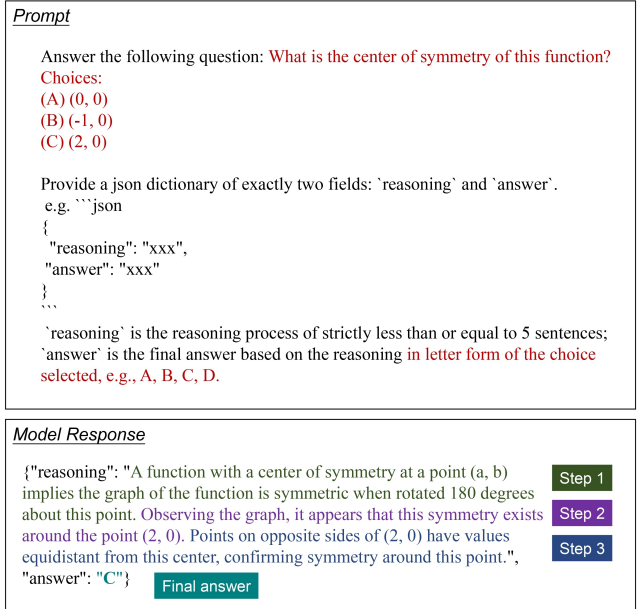 Prompt
Answer the following question: What is the center of symmetry of this function?
Choices:
(A) (0, 0)
(B) (-1, 0)
(C) (2, 0)
Provide a json dictionary of exactly two fields: `reasoning` and `answer`.
e.g. ```json
{
"reasoning": "xxx",
"answer": "xxx"
}
```
`reasoning` is the reasoning process of strictly less than or equal to 5 sentences;
`answer` is the final answer based on the reasoning in letter form of the choice
selected, e.g., A, B, C, D.
Model Response
{"reasoning": "A function with a center of symmetry at a point (a, b)
implies the graph of the function is symmetric when rotated 180 degrees
about this point. Observing the graph, it appears that this symmetry exists
around the point (2, 0). Points on opposite sides of (2, 0) have values
equidistant from this center, confirming symmetry around this point.",
"answer": "C"}
Step 1
Step 2
Step 3
Final answer